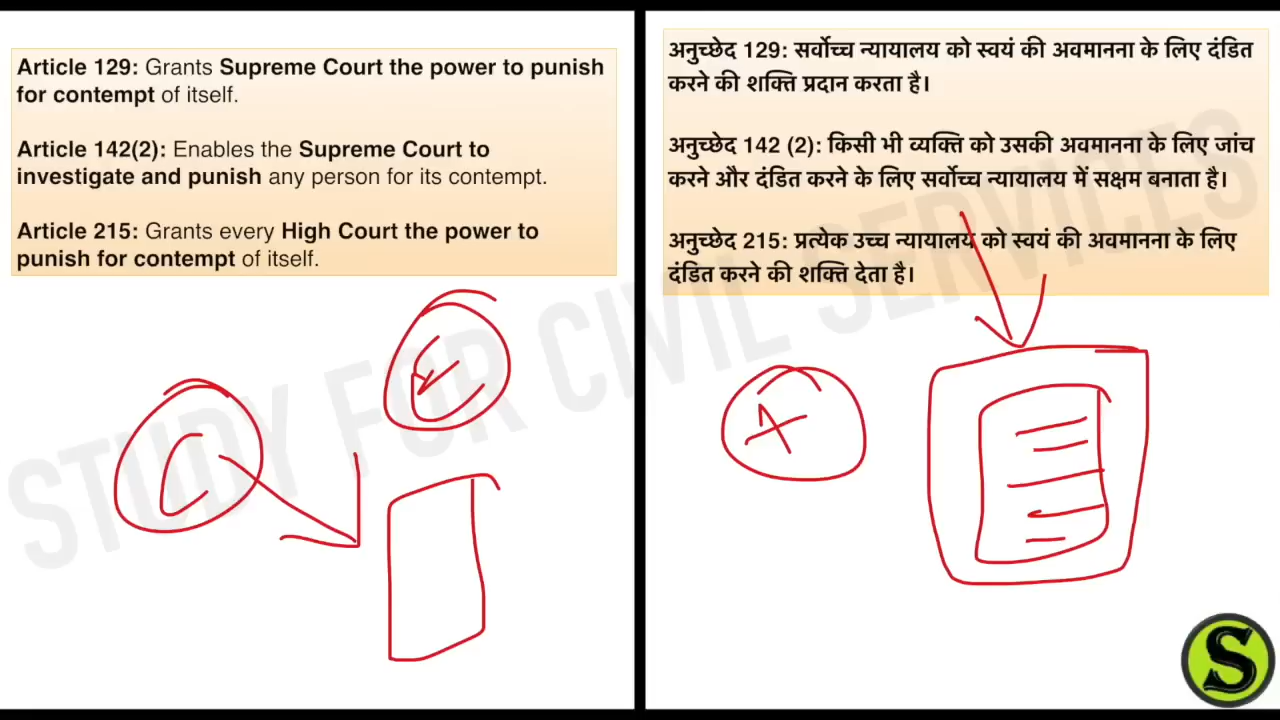 Article 129: Grants Supreme Court the power to punish
for contempt of itself.
Article 142(2): Enables the Supreme Court to
investigate and punish any person for its contempt.
Article 215: Grants every High Court the power to
punish for contempt of itself.
अनुच्छेद 129: सर्वोच्च न्यायालय को स्वयं की अवमानना के लिए दंडित
करने की शक्ति प्रदान करता है।
अनुच्छेद 142 (2): किसी भी व्यक्ति को उसकी अवमानना के लिए जांच
करने और दंडित करने के लिए सर्वोच्च न्यायालय में सक्षम बनाता है।
अनुच्छेद 215: प्रत्येक उच्च न्यायालय को स्वयं की अवमानना के लिए
दंडित करने की शक्ति देता है।
STUDY FOR CIVIL SERVICES
C
A
S